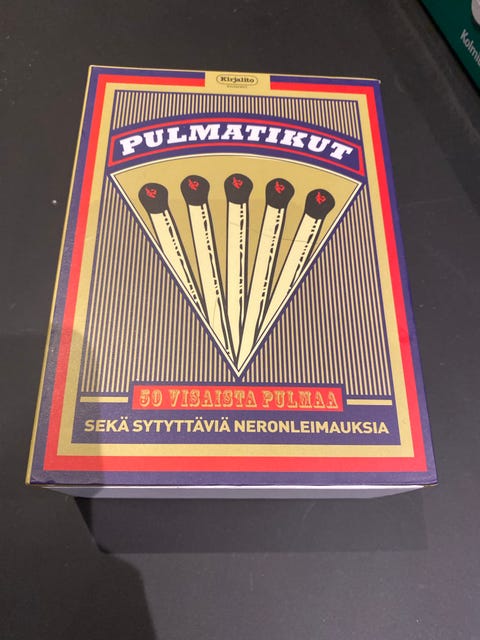 Kirjalito
PULMATIKUT
50 VISAISTA PULMAA
SEKÄ SYTYTTÄVIÄ NERONLEIMAUKSIA